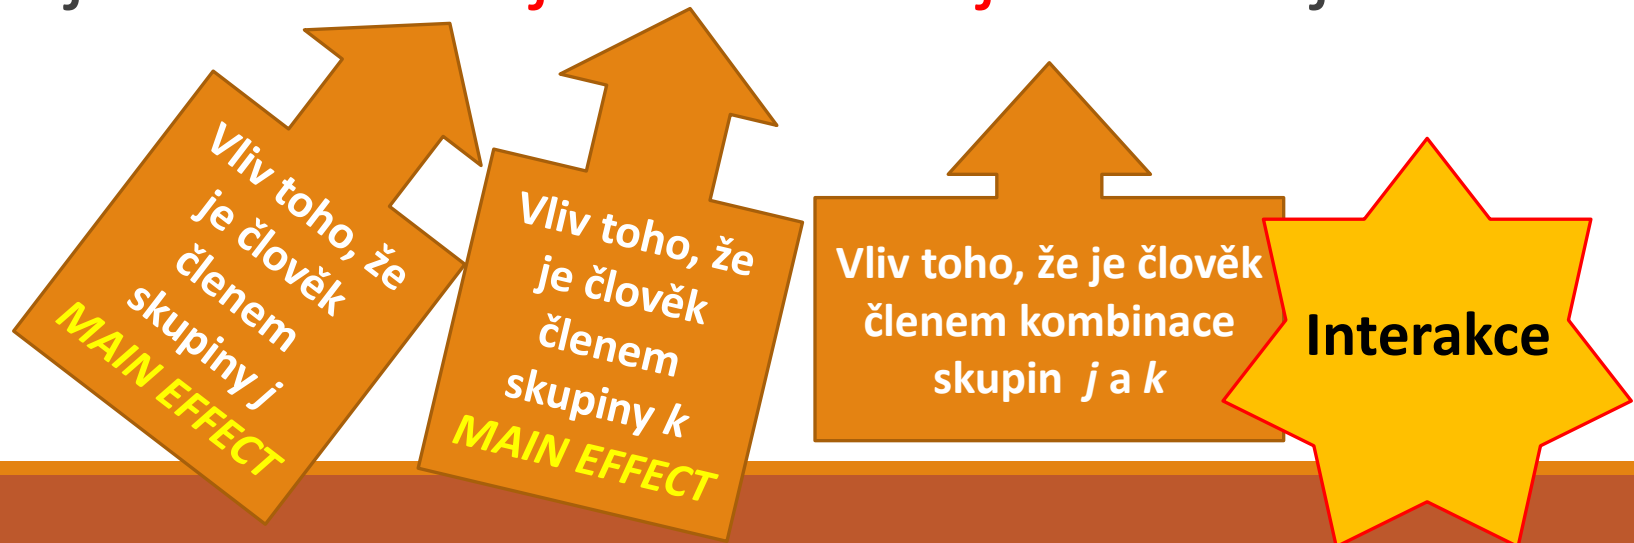 Vliv toho, že
je člověk
členem
skupiny j
MAIN EFFECT
Vliv toho, že
je člověk
členem
skupiny k
MAIN EFFECT
Vliv toho, že je člověk
členem kombinace
skupin j a k
Interakce